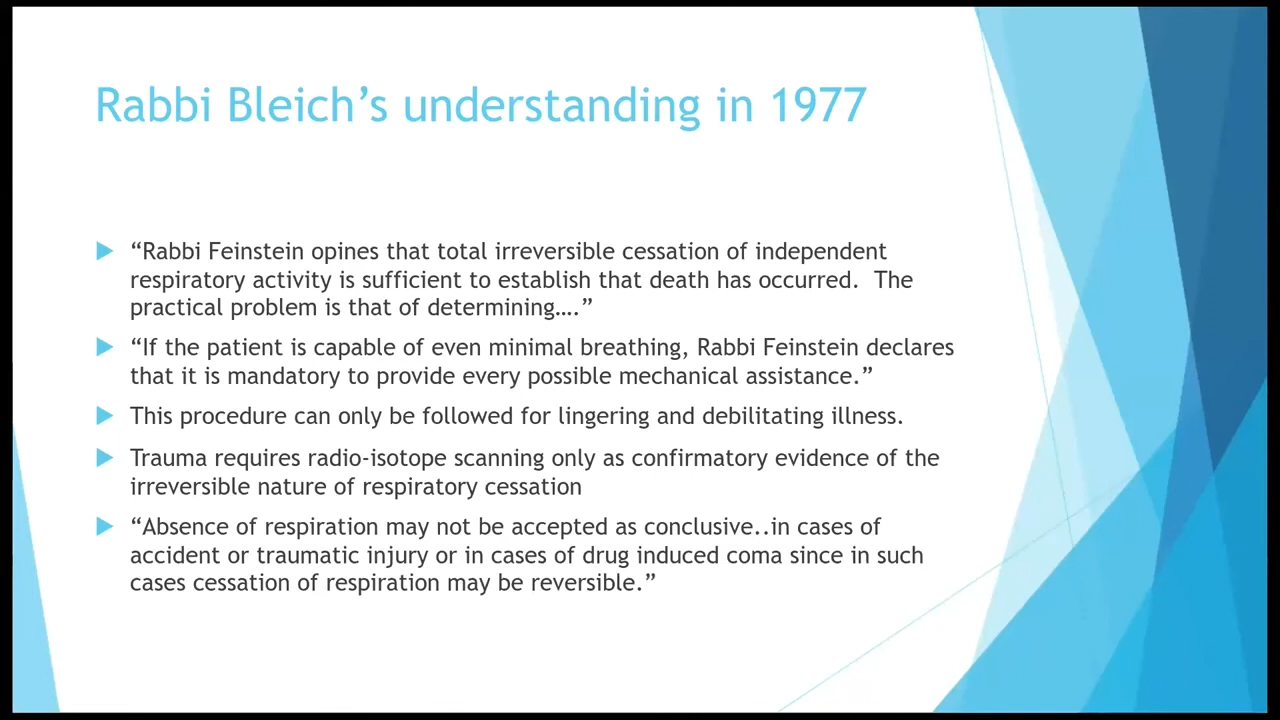 Rabbi Bleich’s understanding in 1977
“Rabbi Feinstein opines that total irreversible cessation of independent
respiratory activity is sufficient to establish that death has occurred.  The
practical problem is that of determining….”
“If the patient is capable of even minimal breathing, Rabbi Feinstein declares
that it is mandatory to provide every possible mechanical assistance.”
This procedure can only be followed for lingering and debilitating illness.
Trauma requires radio-isotope scanning only as confirmatory evidence of the
irreversible nature of respiratory cessation
“Absence of respiration may not be accepted as conclusive..in cases of
accident or traumatic injury or in cases of drug induced coma since in such
cases cessation of respiration may be reversible.”